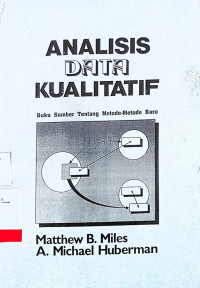 ANALISIS
DATA
KUALITATIF
Buku Sumber Tentang Metode-Metode Baru
Matthew B. Miles
A. Michael Huberman